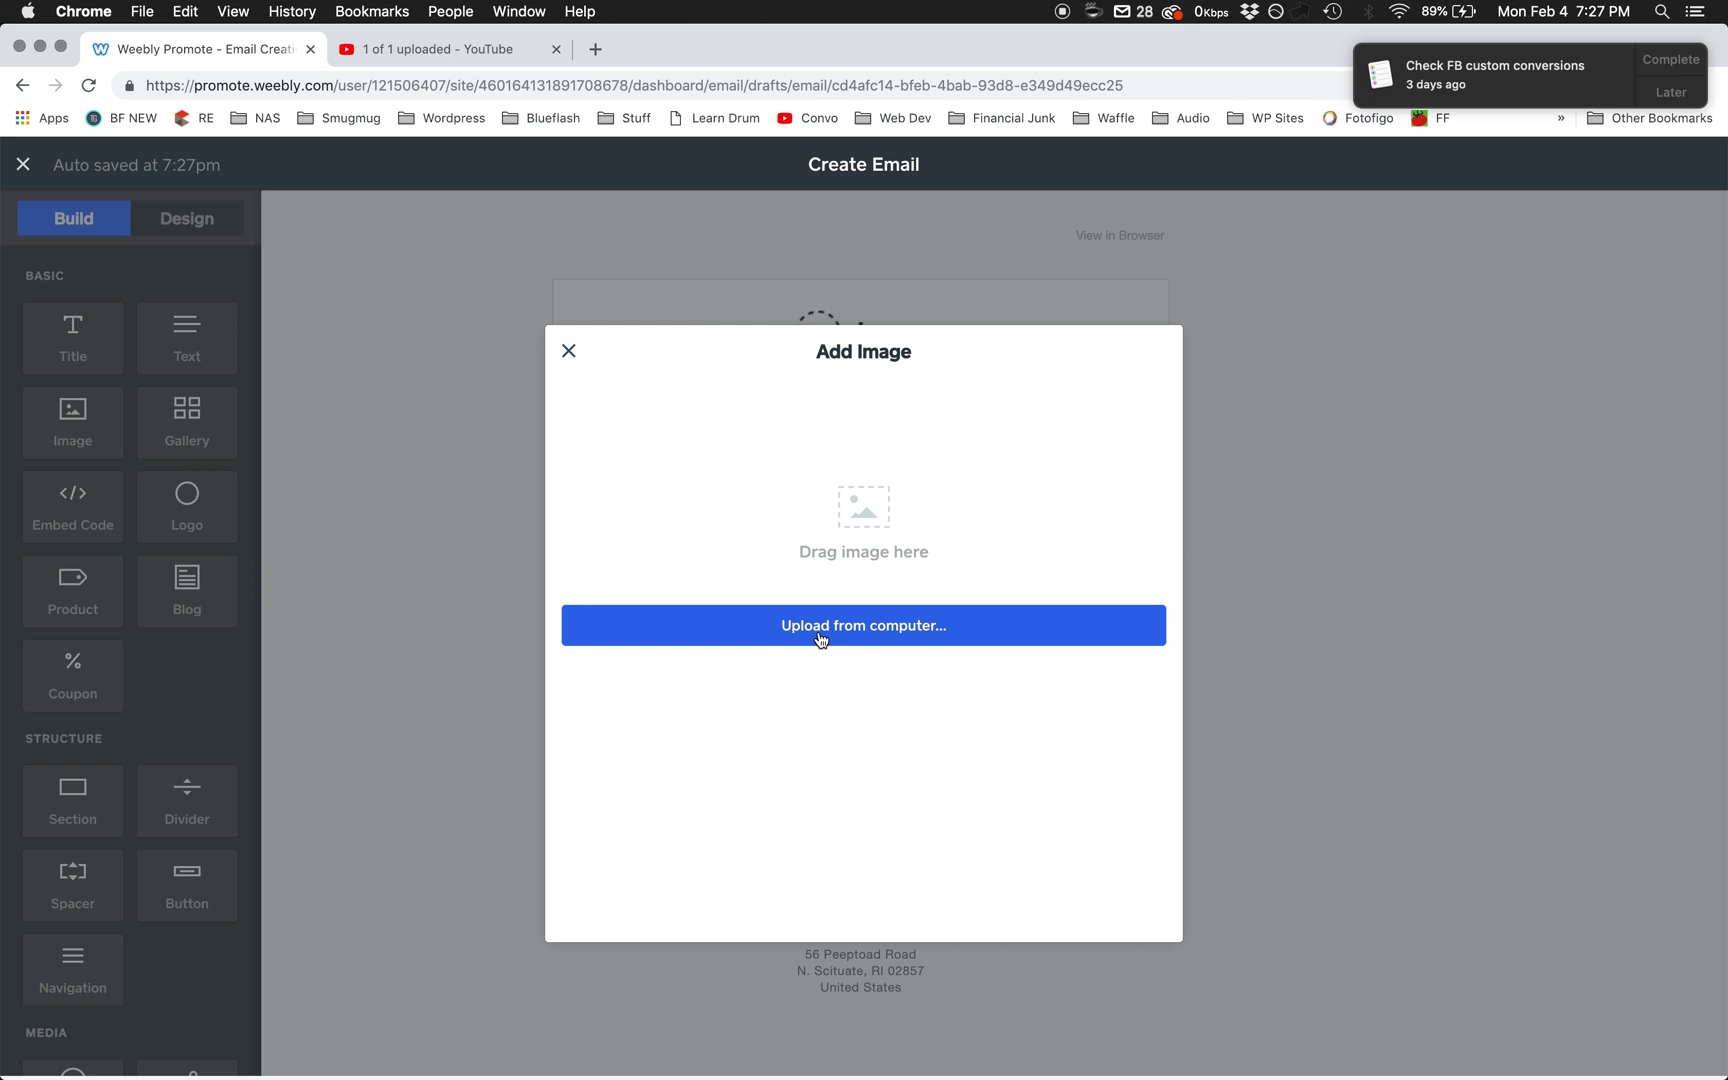 Chrome File Edit View History Bookmarks People Window Help 28 0Kbps 89% Mon Feb 4 7:27 PM
Weebly Promote - Email Creati 1 of 1 uploaded - YouTube
https://promote.weebly.com/user/121506407/site/460164131891708678/dashboard/email/drafts/email/cd4afc14-bfeb-4bab-93d8-e349d49ecc25
Check FB custom conversions
3 days ago
Complete
Later
Apps BF NEW RE NAS Smugmug Wordpress Blueflash Stuff Learn Drum Convo Web Dev Financial Junk Waffle Audio WP Sites Fotofigo FF » Other Bookmarks
Auto saved at 7:27pm Create Email
Build Design
View in Browser
BASIC
Title Text
Image Gallery
Embed Code Logo
Product Blog
Coupon
STRUCTURE
Section Divider
Spacer Button
Navigation
MEDIA
Add Image
Drag image here
Upload from computer...
56 Peeptoad Road
N. Scituate, RI 02857
United States